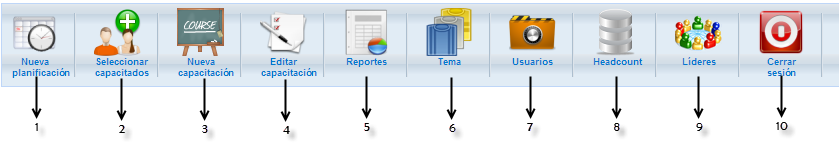 COURSE
Nueva planificación
Seleccionar capacitados
Nueva capacitación
Editar capacitación
Reportes
Tema
Usuarios
Headcount
Líderes
Cerrar sesión
1 2 3 4 5 6 7 8 9 10